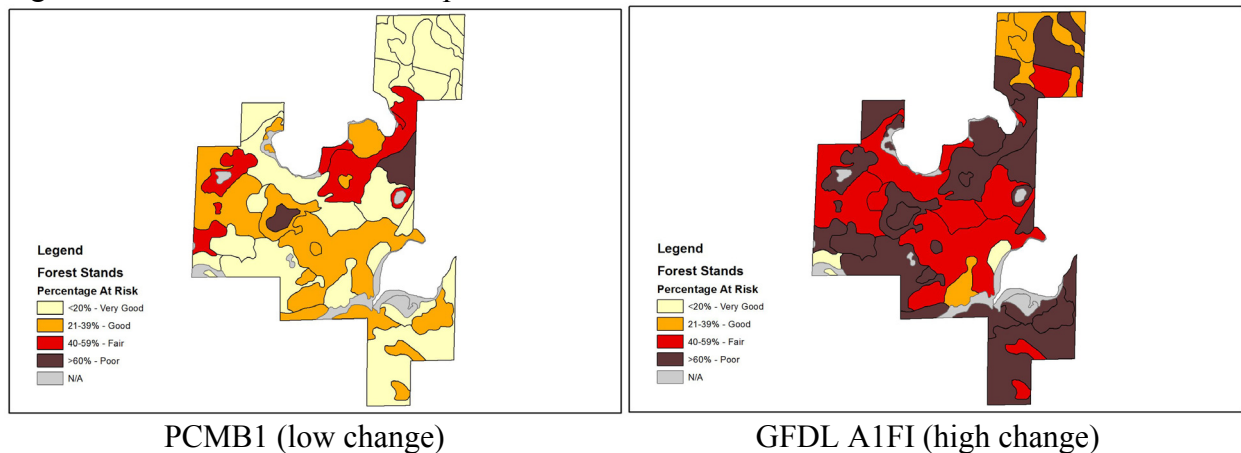 Legend
Forest Stands
Percentage At Risk
<20% - Very Good
21-39% - Good
40-59% - Fair
>60% - Poor
N/A
Legend
Forest Stands
Percentage At Risk
<20% - Very Good
21-39% - Good
40-59% - Fair
>60% - Poor
N/A
PCMB1 (low change)
GFDL A1FI (high change)